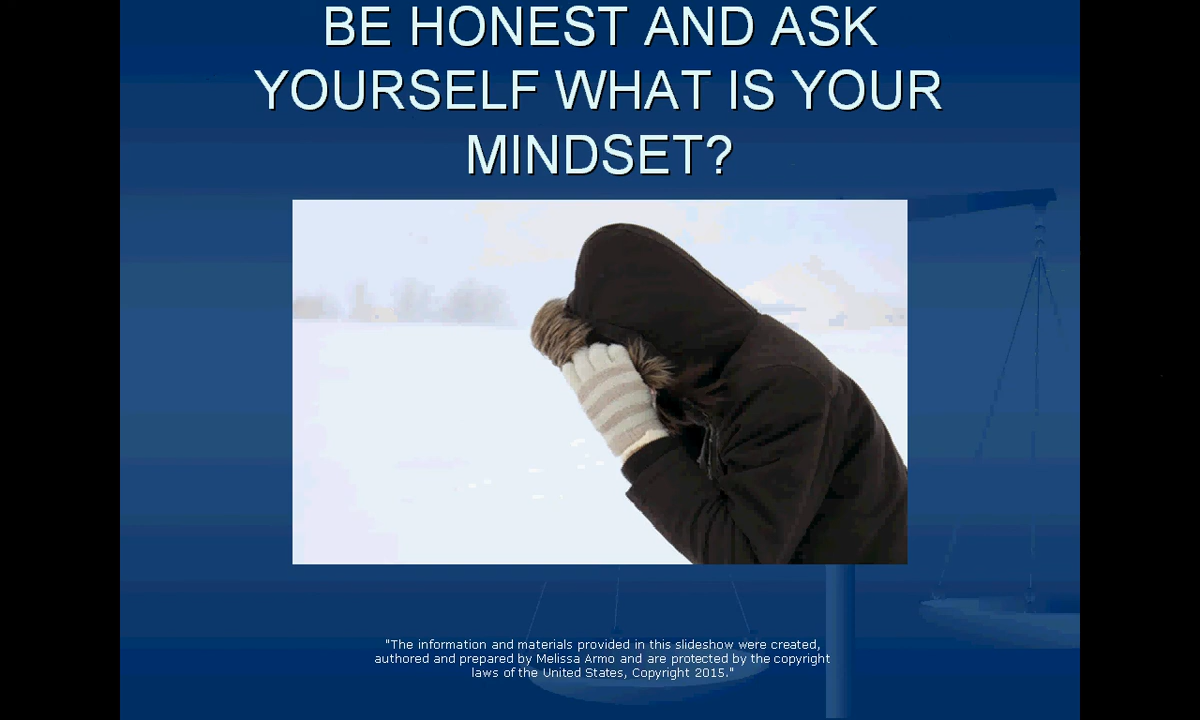 BE HONEST AND ASK
YOURSELF WHAT IS YOUR
MINDSET?
"The information and materials provided in this slideshow were created,
authored and prepared by Melissa Armo and are protected by the copyright
laws of the United States, Copyright 2015."